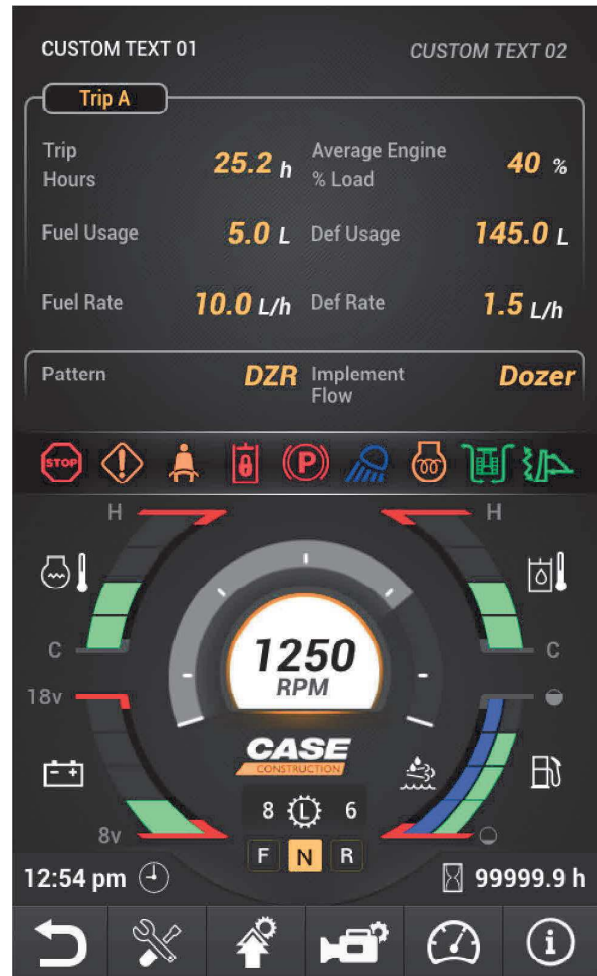 CUSTOM TEXT 01 CUSTOM TEXT 02
Trip A
Trip Hours 25.2 h Average Engine % Load 40 %
Fuel Usage 5.0 L Def Usage 145.0 L
Fuel Rate 10.0 L/h Def Rate 1.5 L/h
Pattern DZR Implement Flow Dozer
STOP P
H H
C C
18v
1250
RPM
CASE
CONSTRUCTION
8 L 6
8v
F N R
12:54 pm 99999.9 h